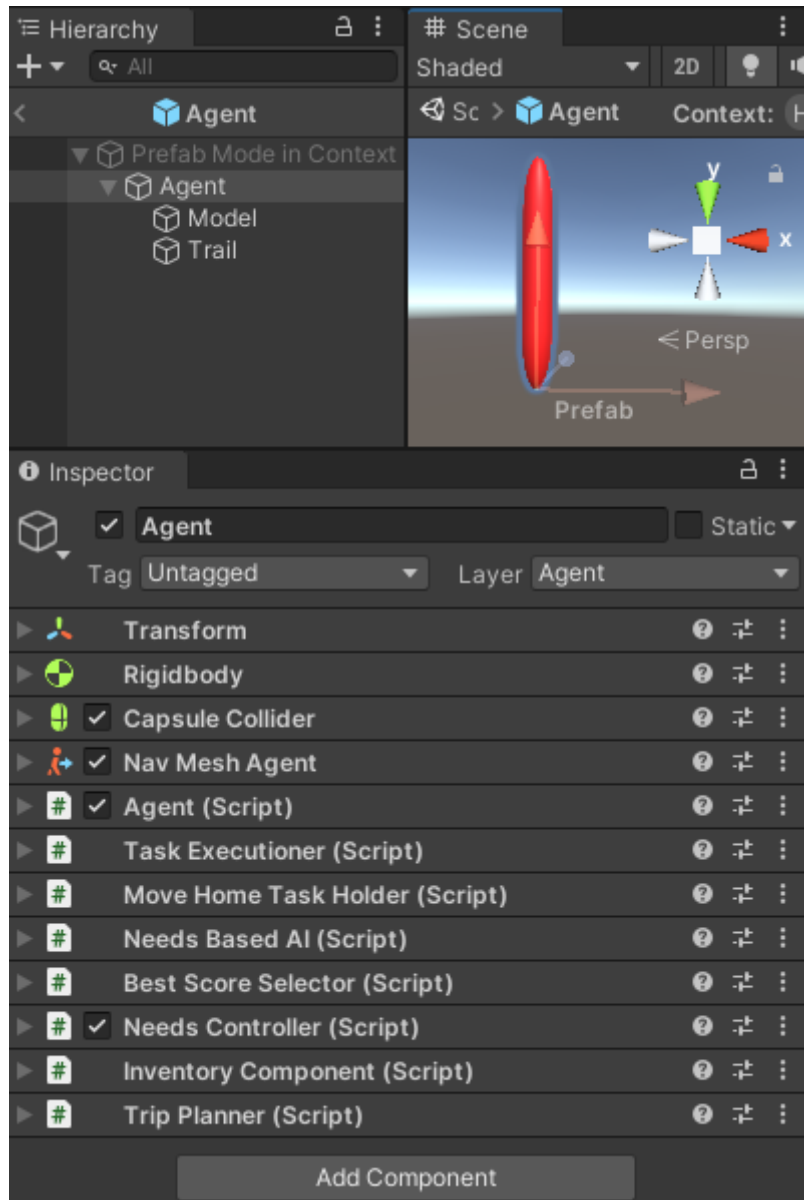 Hierarchy
All
Agent
Prefab Mode in Context
Agent
Model
Trail
Scene
Shaded
2D
Sc > Agent Context: H
y
x
< Persp
Prefab
Inspector
Agent
Static
Tag Untagged
Layer Agent
Transform
Rigidbody
Capsule Collider
Nav Mesh Agent
# Agent (Script)
# Task Executioner (Script)
# Move Home Task Holder (Script)
# Needs Based AI (Script)
# Best Score Selector (Script)
# Needs Controller (Script)
# Inventory Component (Script)
# Trip Planner (Script)
Add Component